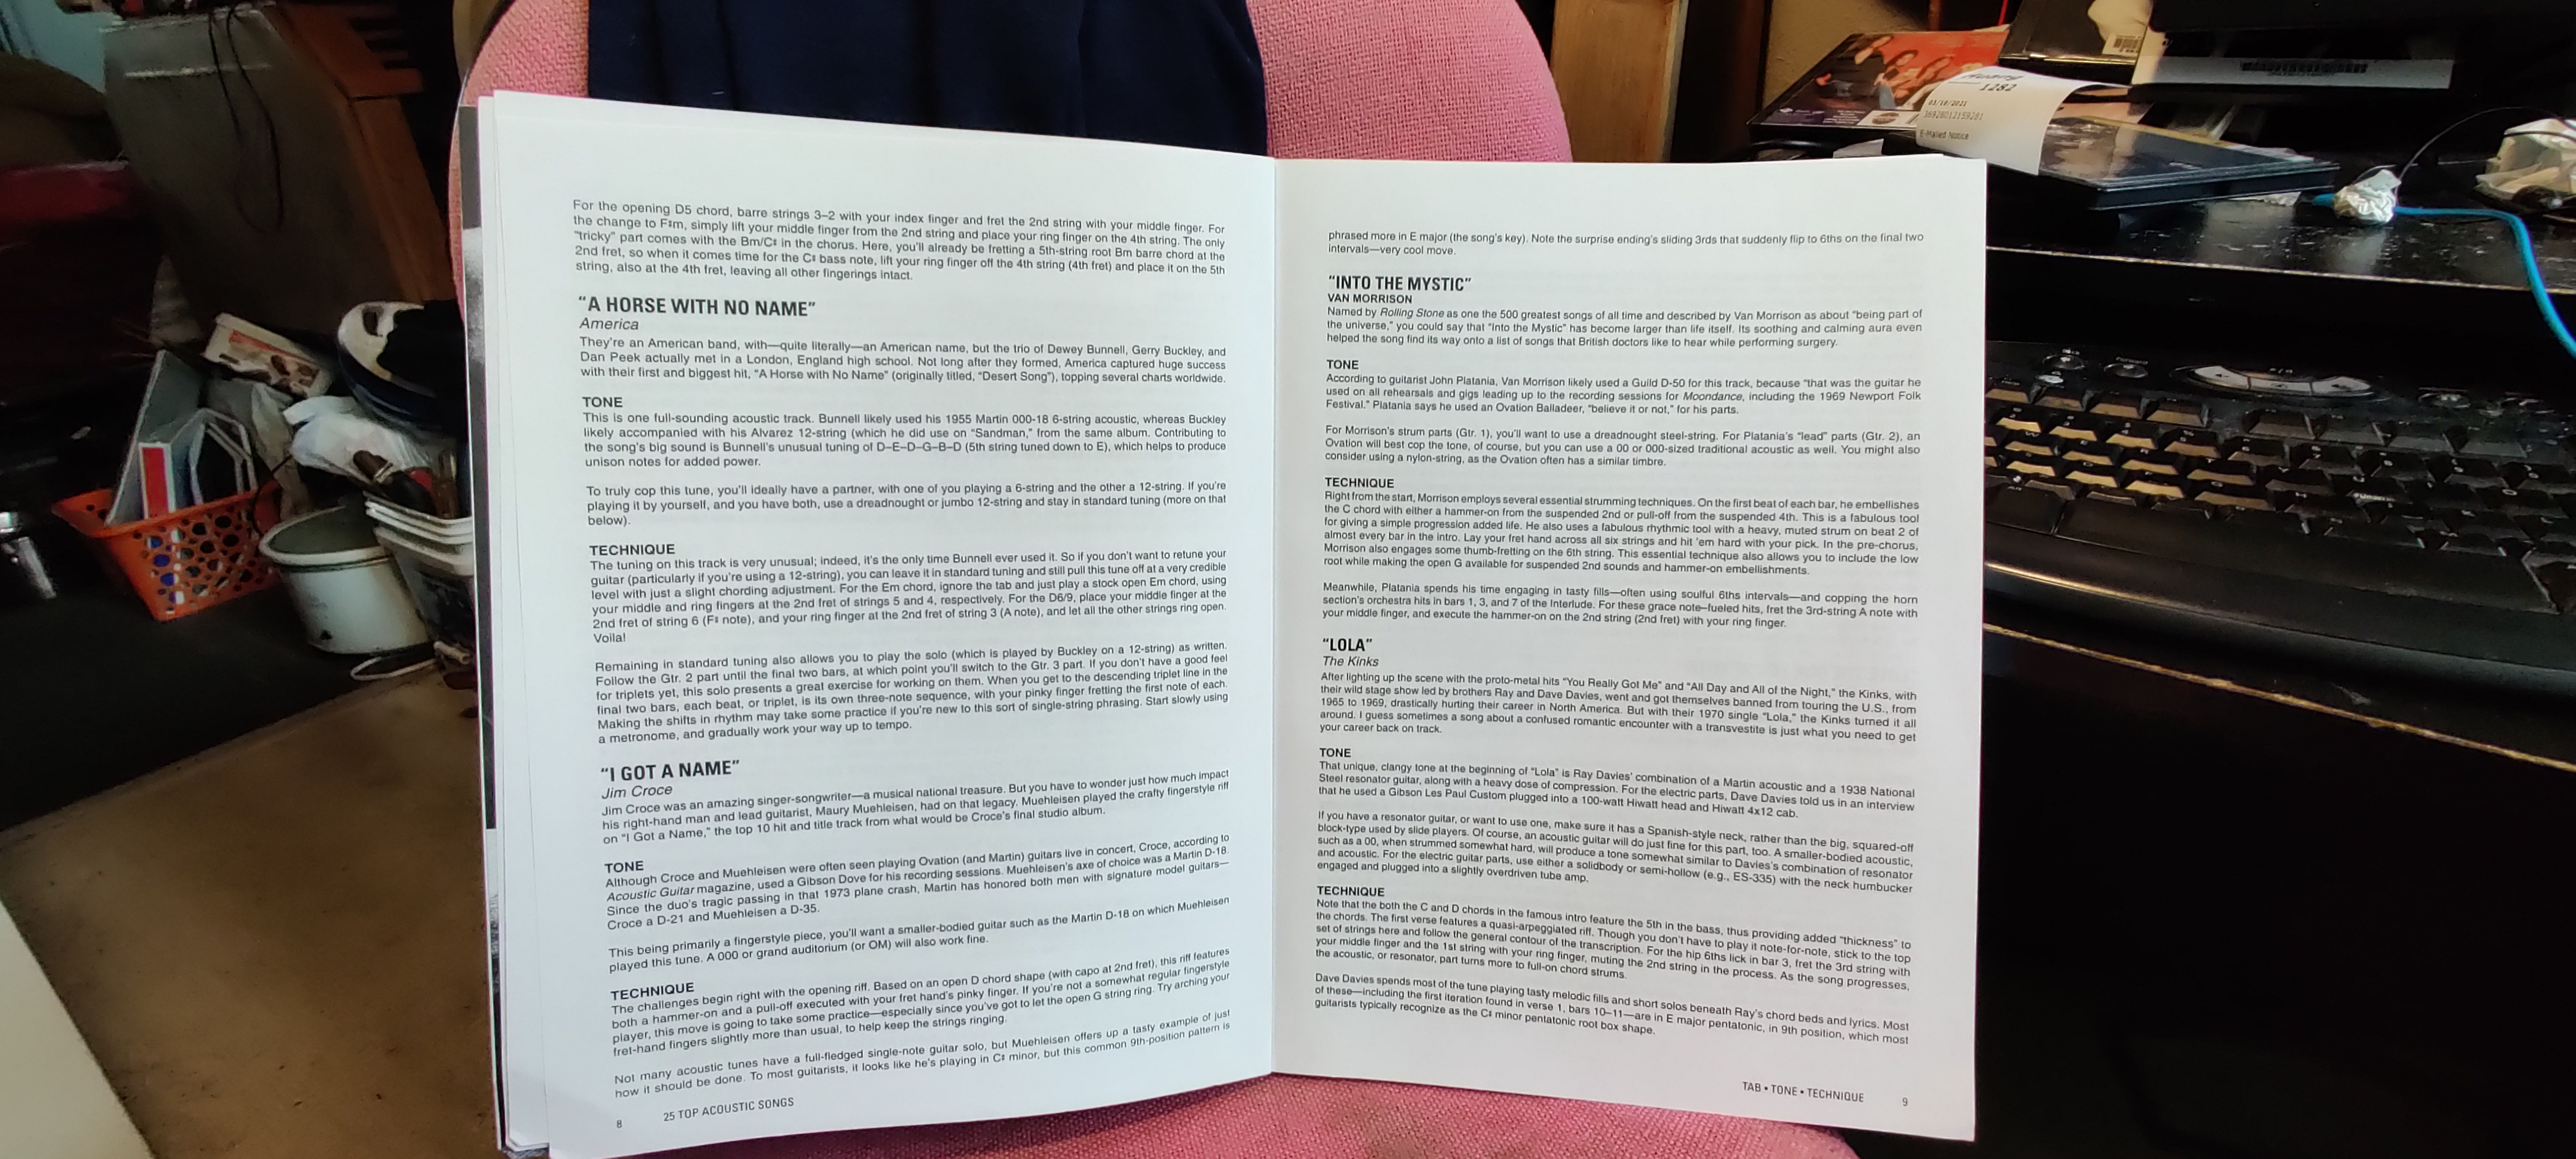 For the opening D5 chord, barre strings 3–2 with your index finger and fret the 2nd string with your middle finger. For
the change to F♯m, simply lift your middle finger from the 2nd string and place your ring finger on the 4th string. The only
"tricky" part comes with the Bm/C♯ in the chorus. Here, you'll already be fretting a 5th-string root Bm barre chord at the
2nd fret, so when it comes time for the C♯ bass note, lift your ring finger off the 4th string (4th fret) and place it on the 5th
string, also at the 4th fret, leaving all other fingerings intact.
"A HORSE WITH NO NAME"
America
They're an American band, with—quite literally—an American name, but the trio of Dewey Bunnell, Gerry Buckley, and
Dan Peek actually met in a London, England high school. Not long after they formed, America captured huge success
with their first and biggest hit, "A Horse with No Name" (originally titled, "Desert Song"), topping several charts worldwide.
TONE
This is one full-sounding acoustic track. Bunnell likely used his 1955 Martin 000-18 6-string acoustic, whereas Buckley
likely accompanied with his Alvarez 12-string (which he did use on "Sandman," from the same album. Contributing to
the song's big sound is Bunnell's unusual tuning of D–E–D–G–B–D (5th string tuned down to E), which helps to produce
unison notes for added power.
To truly cop this tune, you'll ideally have a partner, with one of you playing a 6-string and the other a 12-string. If you're
playing it by yourself, and you have both, use a dreadnought or jumbo 12-string and stay in standard tuning (more on that
below).
TECHNIQUE
The tuning on this track is very unusual; indeed, it's the only time Bunnell ever used it. So if you don't want to retune your
guitar (particularly if you're using a 12-string), you can leave it in standard tuning and still pull this tune off at a very credible
level with just a slight chording adjustment. For the Em chord, ignore the tab and just play a stock open Em chord, using
your middle and ring fingers at the 2nd fret of strings 5 and 4, respectively. For the D6/9, place your middle finger at the
2nd fret of string 6 (F♯ note), and your ring finger at the 2nd fret of string 3 (A note), and let all the other strings ring open.
Voila!
Remaining in standard tuning also allows you to play the solo (which is played by Buckley on a 12-string) as written.
Follow the Gtr. 2 part until the final two bars, at which point you'll switch to the Gtr. 3 part. If you don't have a good feel
for triplets yet, this solo presents a great exercise for working on them. When you get to the descending triplet line in the
final two bars, each beat, or triplet, is its own three-note sequence, with your pinky finger fretting the first note of each.
Making the shifts in rhythm may take some practice if you're new to this sort of single-string phrasing. Start slowly using
a metronome, and gradually work your way up to tempo.
"I GOT A NAME"
Jim Croce
Jim Croce was an amazing singer-songwriter—a musical national treasure. But you have to wonder just how much impact
his right-hand man and lead guitarist, Maury Muehleisen, had on that legacy. Muehleisen played the crafty fingerstyle riff
on "I Got a Name," the top 10 hit and title track from what would be Croce's final studio album.
TONE
Although Croce and Muehleisen were often seen playing Ovation (and Martin) guitars live in concert, Croce, according to
Acoustic Guitar magazine, used a Gibson Dove for his recording sessions. Muehleisen's axe of choice was a Martin D-18.
Since the duo's tragic passing in that 1973 plane crash, Martin has honored both men with signature model guitars—
Croce a D-21 and Muehleisen a D-35.
This being primarily a fingerstyle piece, you'll want a smaller-bodied guitar such as the Martin D-18 on which Muehleisen
played this tune. A 000 or grand auditorium (or OM) will also work fine.
TECHNIQUE
The challenges begin right with the opening riff. Based on an open D chord shape (with capo at 2nd fret), this riff features
both a hammer-on and a pull-off executed with your fret hand's pinky finger. If you're not a somewhat regular fingerstyle
player, this move is going to take some practice—especially since you've got to let the open G string ring. Try arching your
fret-hand fingers slightly more than usual, to help keep the strings ringing.
Not many acoustic tunes have a full-fledged single-note guitar solo, but Muehleisen offers up a tasty example of just
how it should be done. To most guitarists, it looks like he's playing in C♯ minor, but this common 9th-position pattern is
8
25 TOP ACOUSTIC SONGS
phrased more in E major (the song's key). Note the surprise ending's sliding 3rds that suddenly flip to 6ths on the final two
intervals—very cool move.
"INTO THE MYSTIC"
VAN MORRISON
Named by Rolling Stone as one the 500 greatest songs of all time and described by Van Morrison as about "being part of
the universe," you could say that "Into the Mystic" has become larger than life itself. Its soothing and calming aura even
helped the song find its way onto a list of songs that British doctors like to hear while performing surgery.
TONE
According to guitarist John Platania, Van Morrison likely used a Guild D-50 for this track, because "that was the guitar he
used on all rehearsals and gigs leading up to the recording sessions for Moondance, including the 1969 Newport Folk
Festival." Platania says he used an Ovation Balladeer, "believe it or not," for his parts.
For Morrison's strum parts (Gtr. 1), you'll want to use a dreadnought steel-string. For Platania's "lead" parts (Gtr. 2), an
Ovation will best cop the tone, of course, but you can use a 00 or 000-sized traditional acoustic as well. You might also
consider using a nylon-string, as the Ovation often has a similar timbre.
TECHNIQUE
Right from the start, Morrison employs several essential strumming techniques. On the first beat of each bar, he embellishes
the C chord with either a hammer-on from the suspended 2nd or pull-off from the suspended 4th. This is a fabulous tool
for giving a simple progression added life. He also uses a fabulous rhythmic tool with a heavy, muted strum on beat 2 of
almost every bar in the intro. Lay your fret hand across all six strings and hit 'em hard with your pick. In the pre-chorus,
Morrison also engages some thumb-fretting on the 6th string. This essential technique also allows you to include the low
root while making the open G available for suspended 2nd sounds and hammer-on embellishments.
Meanwhile, Platania spends his time engaging in tasty fills—often using soulful 6ths intervals—and copping the horn
section's orchestra hits in bars 1, 3, and 7 of the Interlude. For these grace note–fueled hits, fret the 3rd-string A note with
your middle finger, and execute the hammer-on on the 2nd string (2nd fret) with your ring finger.
"LOLA"
The Kinks
After lighting up the scene with the proto-metal hits "You Really Got Me" and "All Day and All of the Night," the Kinks, with
their wild stage show led by brothers Ray and Dave Davies, went and got themselves banned from touring the U.S., from
1965 to 1969, drastically hurting their career in North America. But with their 1970 single "Lola," the Kinks turned it all
around. I guess sometimes a song about a confused romantic encounter with a transvestite is just what you need to get
your career back on track.
TONE
That unique, clangy tone at the beginning of "Lola" is Ray Davies' combination of a Martin acoustic and a 1938 National
Steel resonator guitar, along with a heavy dose of compression. For the electric parts, Dave Davies told us in an interview
that he used a Gibson Les Paul Custom plugged into a 100-watt Hiwatt head and Hiwatt 4x12 cab.
If you have a resonator guitar, or want to use one, make sure it has a Spanish-style neck, rather than the big, squared-off
block-type used by slide players. Of course, an acoustic guitar will do just fine for this part, too. A smaller-bodied acoustic,
such as a 00, when strummed somewhat hard, will produce a tone somewhat similar to Davies's combination of resonator
and acoustic. For the electric guitar parts, use either a solidbody or semi-hollow (e.g., ES-335) with the neck humbucker
engaged and plugged into a slightly overdriven tube amp.
TECHNIQUE
Note that the both the C and D chords in the famous intro feature the 5th in the bass, thus providing added "thickness" to
the chords. The first verse features a quasi-arpeggiated riff. Though you don't have to play it note-for-note, stick to the top
set of strings here and follow the general contour of the transcription. For the hip 6ths lick in bar 3, fret the 3rd string with
your middle finger and the 1st string with your ring finger, muting the 2nd string in the process. As the song progresses,
the acoustic, or resonator, part turns more to full-on chord strums.
Dave Davies spends most of the tune playing tasty melodic fills and short solos beneath Ray's chord beds and lyrics. Most
of these—including the first iteration found in verse 1, bars 10–11—are in E major pentatonic, in 9th position, which most
guitarists typically recognize as the C♯ minor pentatonic root box shape.
TAB • TONE • TECHNIQUE
9
1282
03/10/2021
E-Mailed Notice